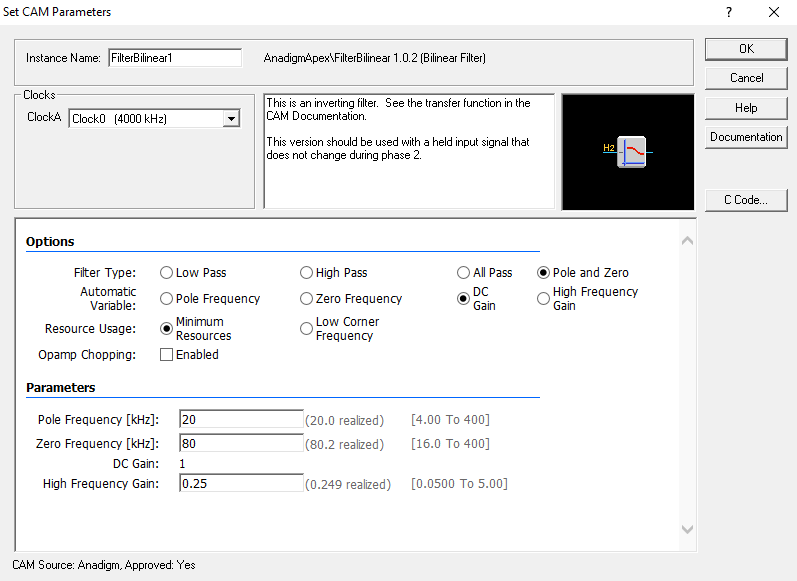 Set CAM Parameters
?
Instance Name: FilterBilinear1 AnadigmApex\FilterBilinear 1.0.2 (Bilinear Filter)
OK
Cancel
Help
Documentation
C Code...
Clocks
ClockA Clock0 (4000 kHz)
This is an inverting filter. See the transfer function in the
CAM Documentation.
This version should be used with a held input signal that
does not change during phase 2.
H2
Options
Filter Type: Low Pass High Pass All Pass Pole and Zero
Automatic Variable: Pole Frequency Zero Frequency DC Gain High Frequency Gain
Resource Usage: Minimum Resources Low Corner Frequency
Opamp Chopping: Enabled
Parameters
Pole Frequency [kHz]: 20 (20.0 realized) [4.00 To 400]
Zero Frequency [kHz]: 80 (80.2 realized) [16.0 To 400]
DC Gain: 1
High Frequency Gain: 0.25 (0.249 realized) [0.0500 To 5.00]
CAM Source: Anadigm, Approved: Yes